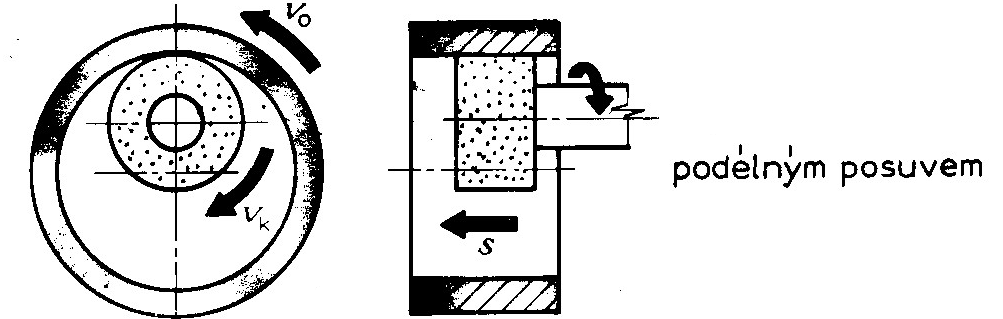 v₀
vₖ
s
podélným posuvem